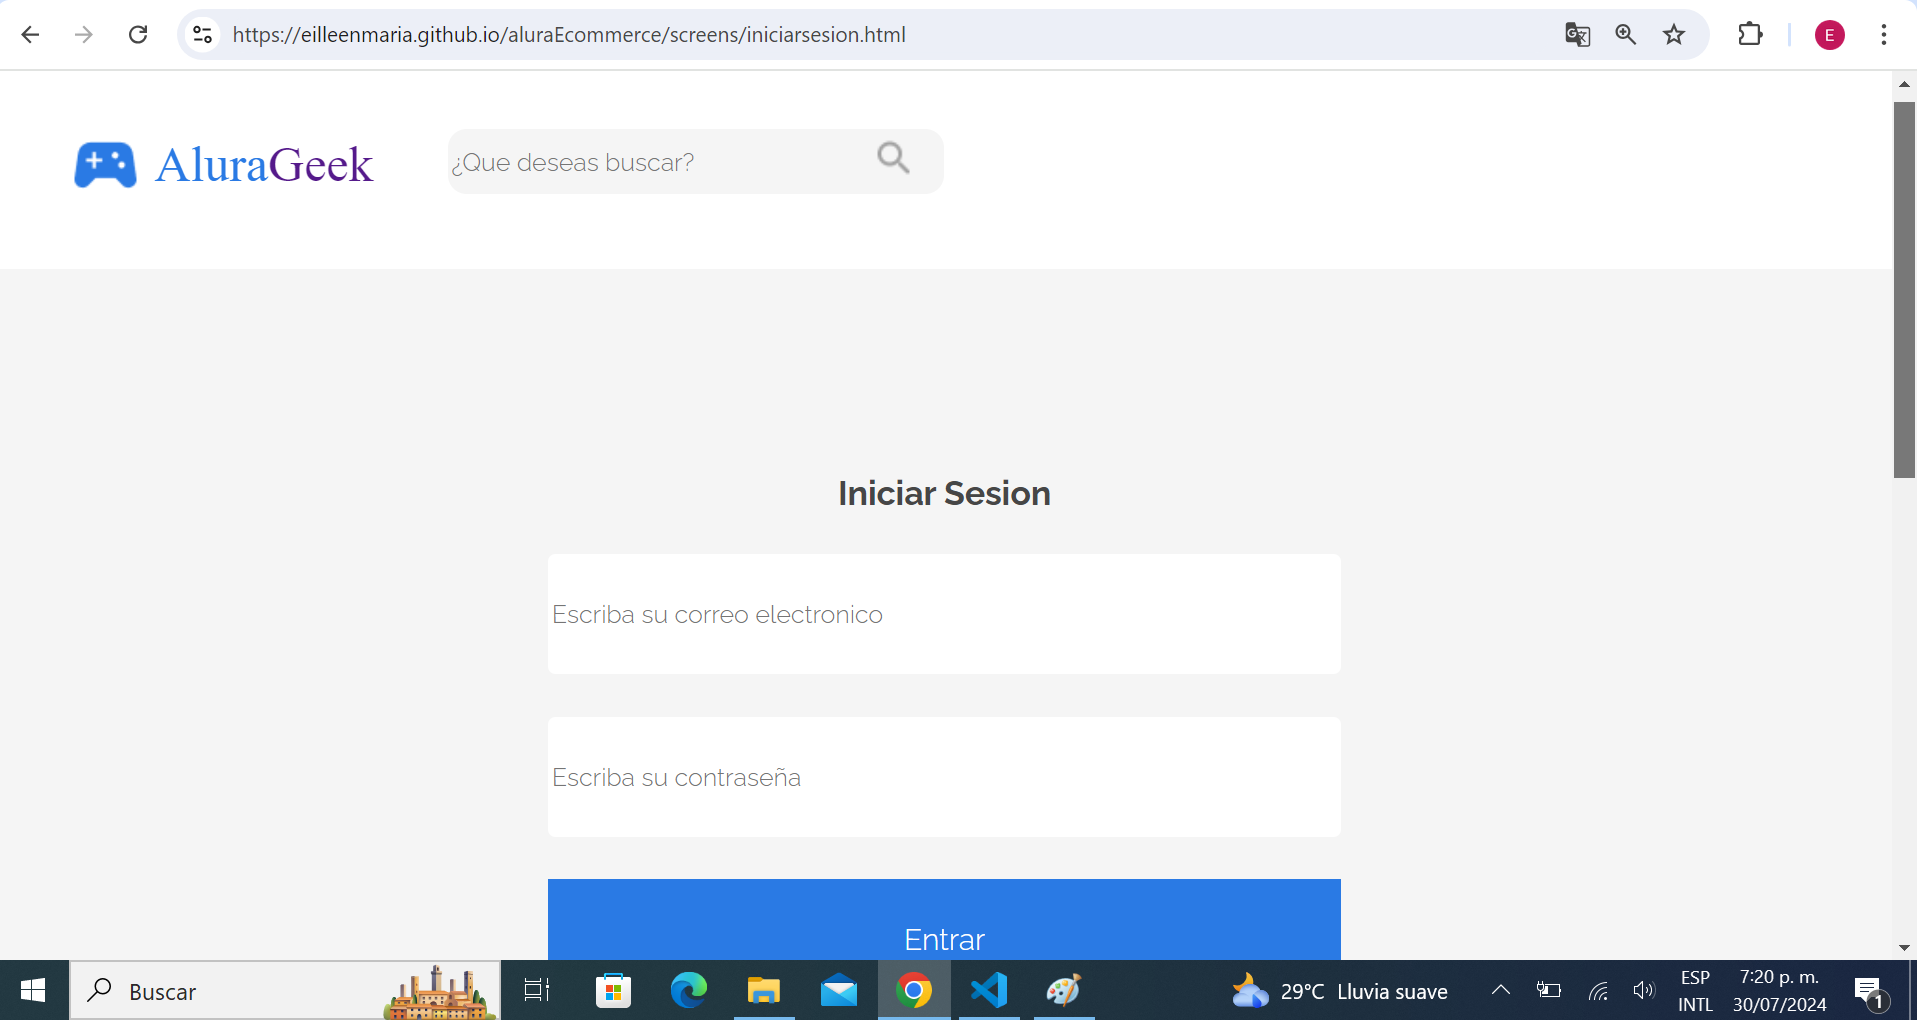 https://eilleenmaria.github.io/aluraEcommerce/screens/iniciarsesion.html
E
AluraGeek
¿Que deseas buscar?
Iniciar Sesion
Escriba su correo electronico
Escriba su contraseña
Entrar
Buscar
29°C Lluvia suave
ESP
INTL
7:20 p. m.
30/07/2024
1